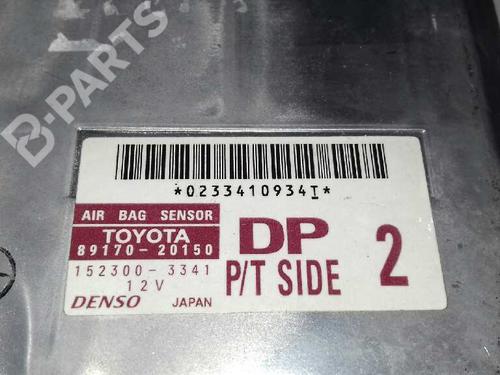 B-PARTS
*0233410934I*
AIR BAG SENSOR
TOYOTA
89170-20150
152300-3341
12V
DENSO JAPAN
DP
P/T SIDE
2